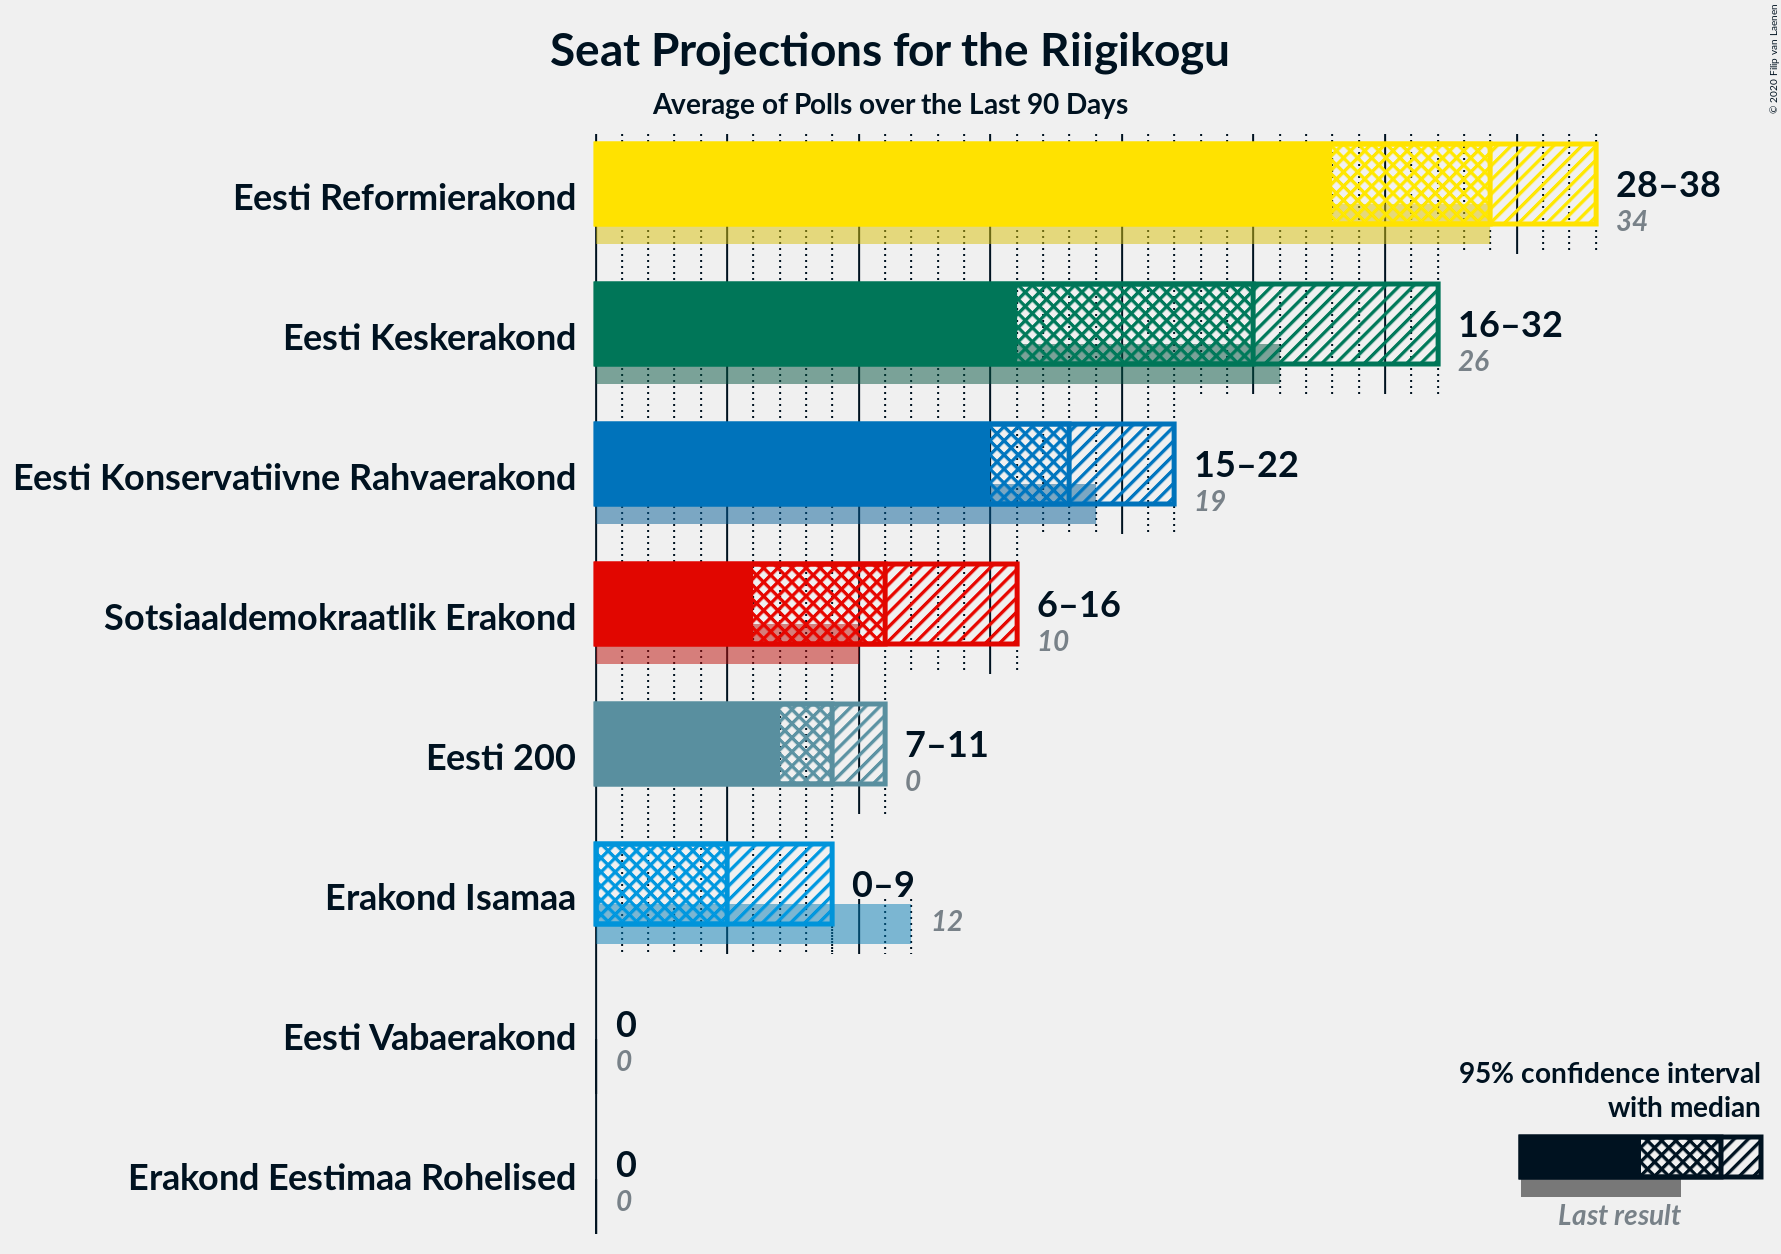 Seat Projections for the Riigikogu
Average of Polls over the Last 90 Days
© 2020 Filip van Laenen
Eesti Reformierakond
28–38
34
Eesti Keskerakond
16–32
26
Eesti Konservatiivne Rahvaerakond
15–22
19
Sotsiaaldemokraatlik Erakond
6–16
10
Eesti 200
7–11
0
Erakond Isamaa
0–9
12
Eesti Vabaerakond
0
0
Erakond Eestimaa Rohelised
0
0
95% confidence interval
with median
Last result